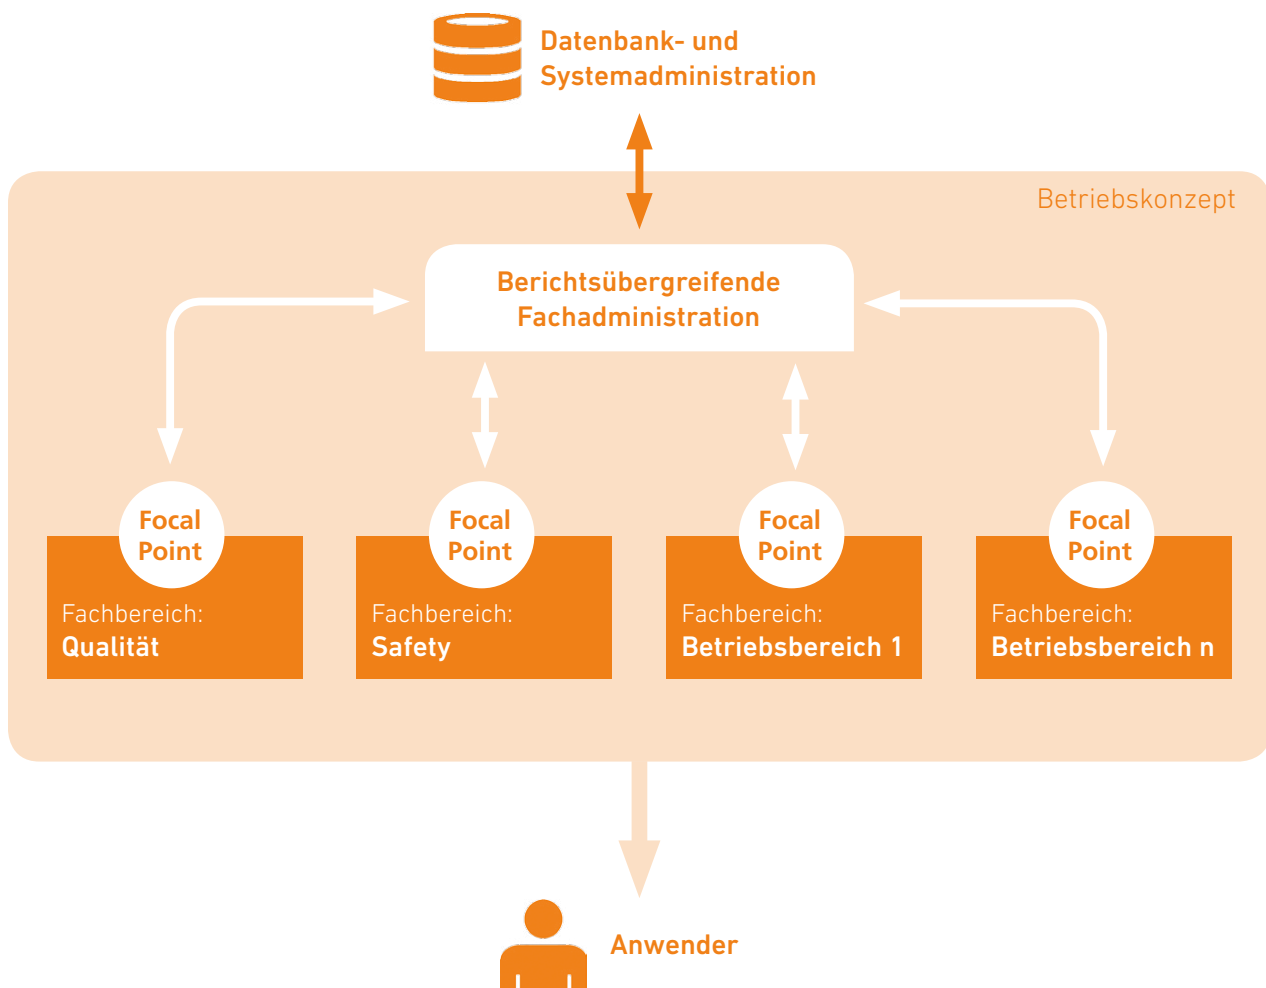 Datenbank- und
Systemadministration
Betriebskonzept
Berichtsübergreifende
Fachadministration
Focal
Point
Fachbereich:
Qualität
Focal
Point
Fachbereich:
Safety
Focal
Point
Fachbereich:
Betriebsbereich 1
Focal
Point
Fachbereich:
Betriebsbereich n
Anwender